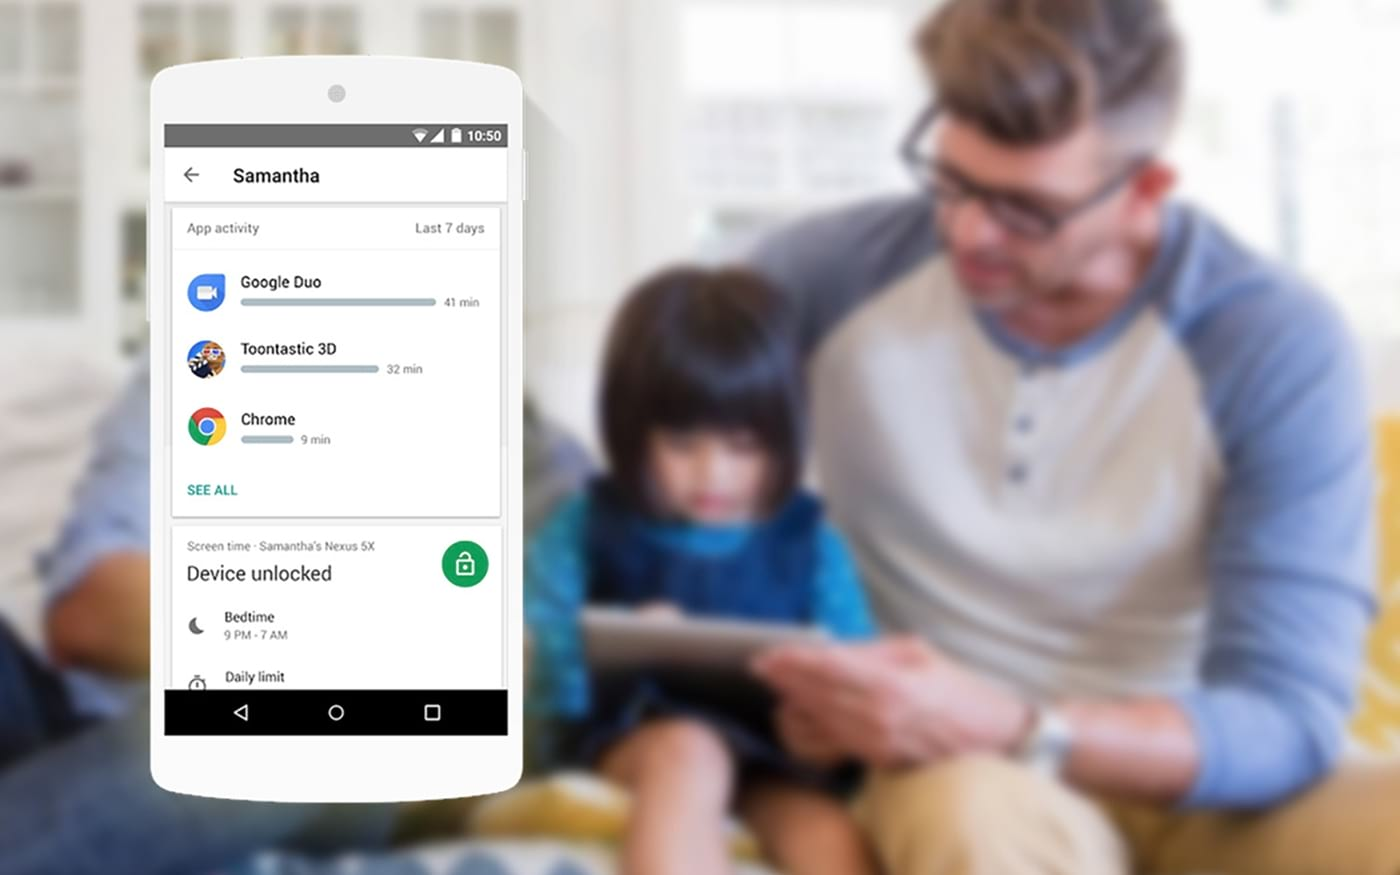 10:50
Samantha
App activity Last 7 days
Google Duo
41 min
Toontastic 3D
32 min
Chrome
9 min
SEE ALL
Screen time · Samantha's Nexus 5X
Device unlocked
Bedtime
9 PM - 7 AM
Daily limit